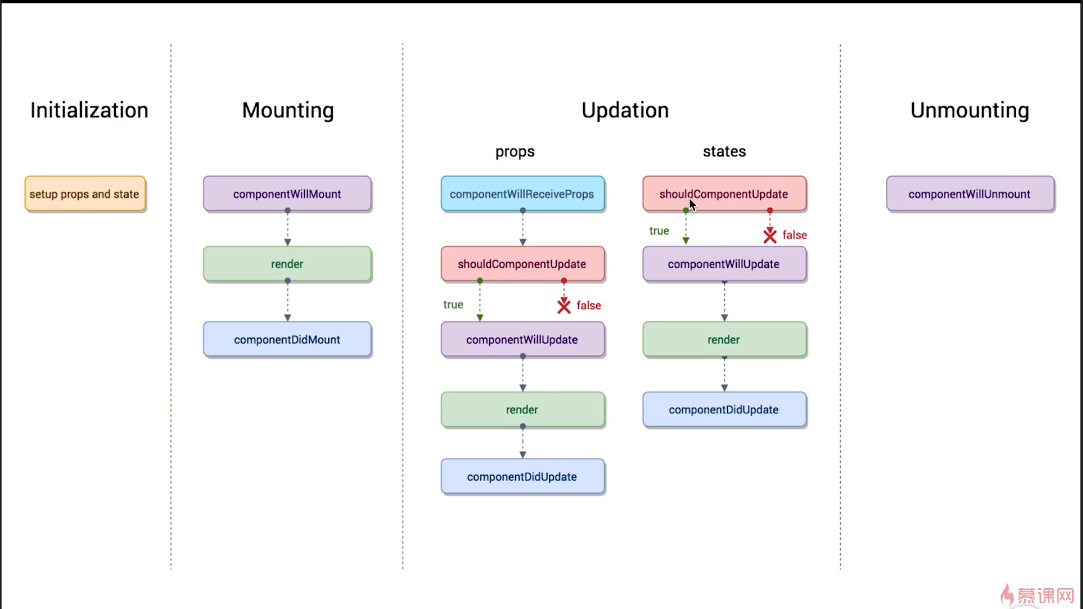 Initialization
Mounting
Updation
Unmounting
props
states
setup props and state
componentWillMount
render
componentDidMount
componentWillReceiveProps
shouldComponentUpdate
true
false
componentWillUpdate
render
componentDidUpdate
shouldComponentUpdate
true
false
componentWillUpdate
render
componentDidUpdate
componentWillUnmount
慕课网